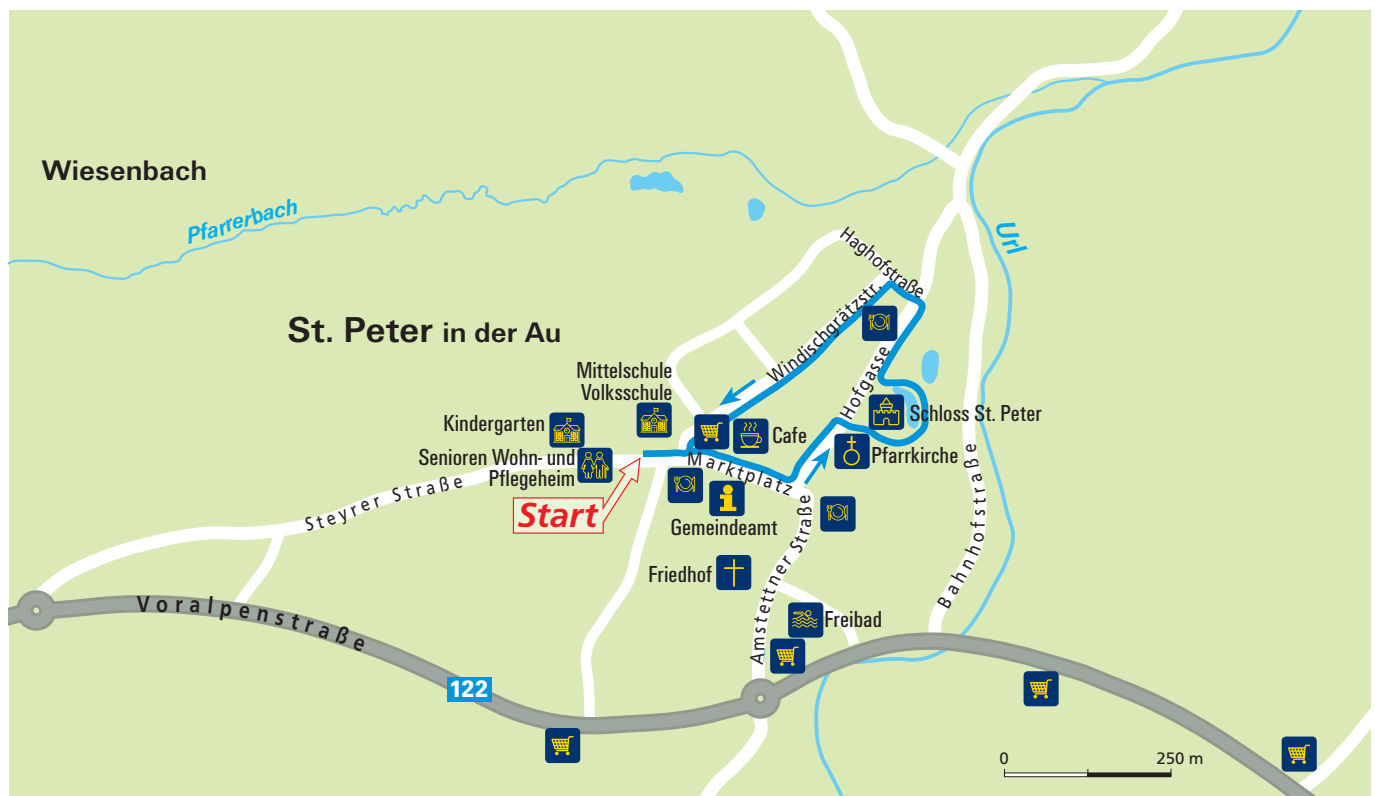 Wiesenbach
Pfarrerbach
Url
Haghofstraße
St. Peter in der Au
Windischgrätzstr.
Mittelschule
Volksschule
Hofgasse
Kindergarten
Schloss St. Peter
Cafe
Senioren Wohn- und
Pflegeheim
Marktplatz
Pfarrkirche
Steyrer Straße
Start
Gemeindeamt
Amstettner Straße
Bahnhofstraße
Friedhof
Freibad
Voralpenstraße
122
0 250 m